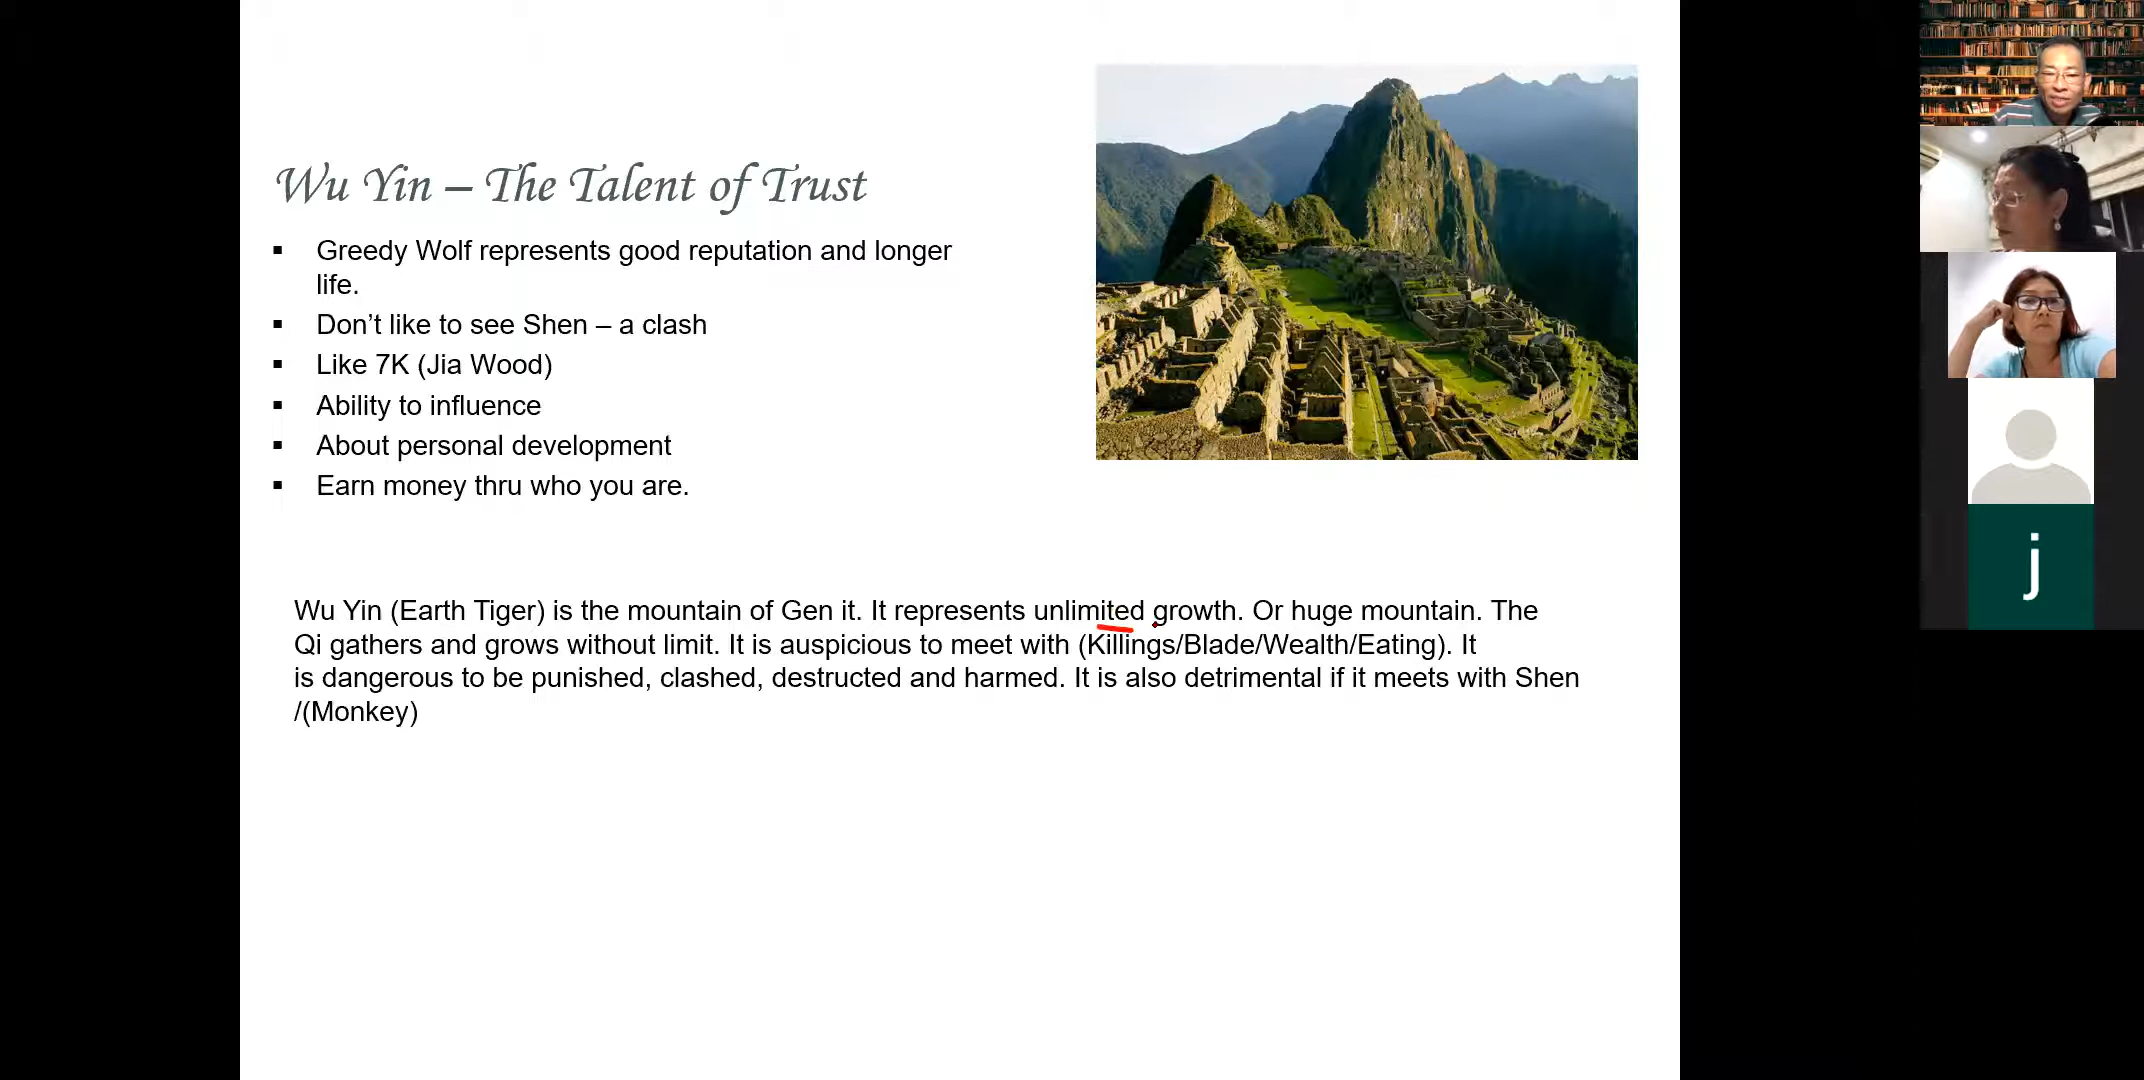 Wu Yin – The Talent of Trust
▪ Greedy Wolf represents good reputation and longer
life.
▪ Don’t like to see Shen – a clash
▪ Like 7K (Jia Wood)
▪ Ability to influence
▪ About personal development
▪ Earn money thru who you are.
Wu Yin (Earth Tiger) is the mountain of Gen it. It represents unlimited growth. Or huge mountain. The
Qi gathers and grows without limit. It is auspicious to meet with (Killings/Blade/Wealth/Eating). It
is dangerous to be punished, clashed, destructed and harmed. It is also detrimental if it meets with Shen
/(Monkey)
j